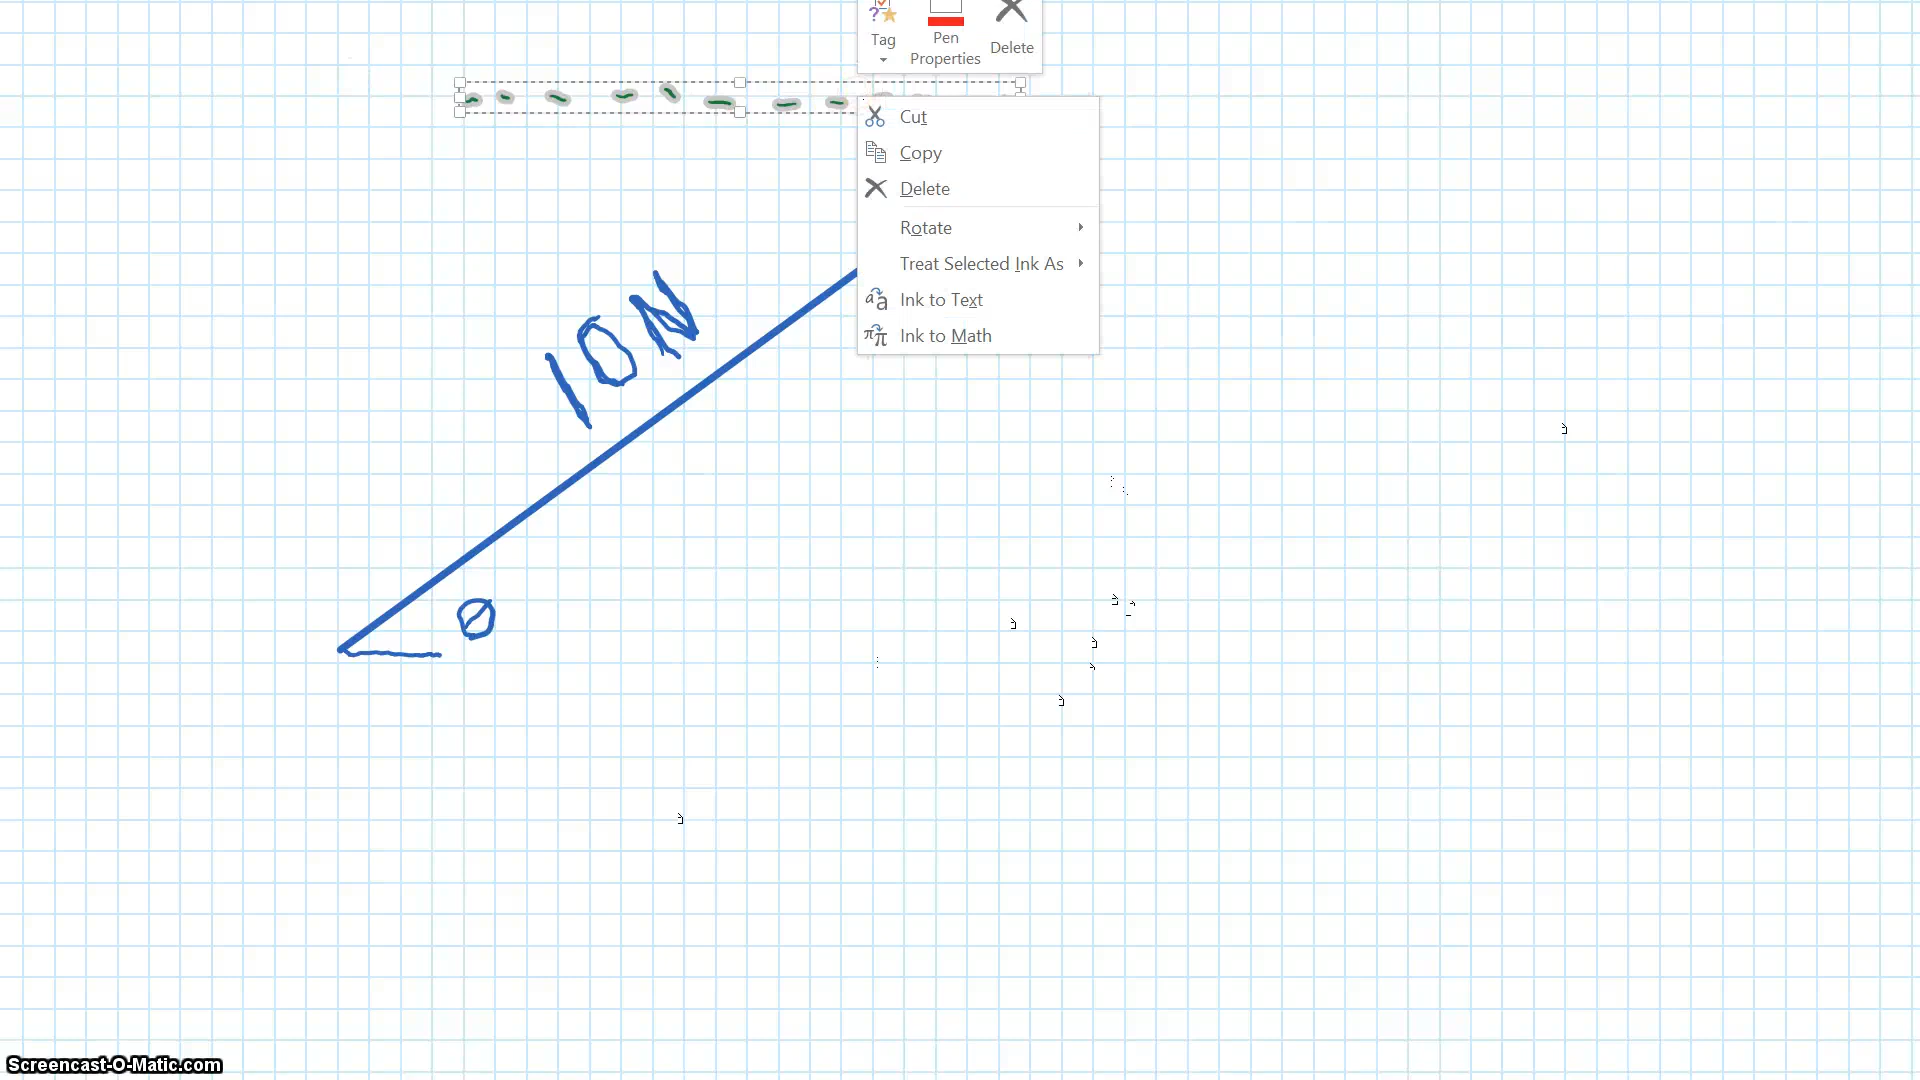 Tag
Pen
Properties
Delete
Cut
Copy
Delete
Rotate
Treat Selected Ink As
Ink to Text
Ink to Math
10N
θ
Screencast-O-Matic.com